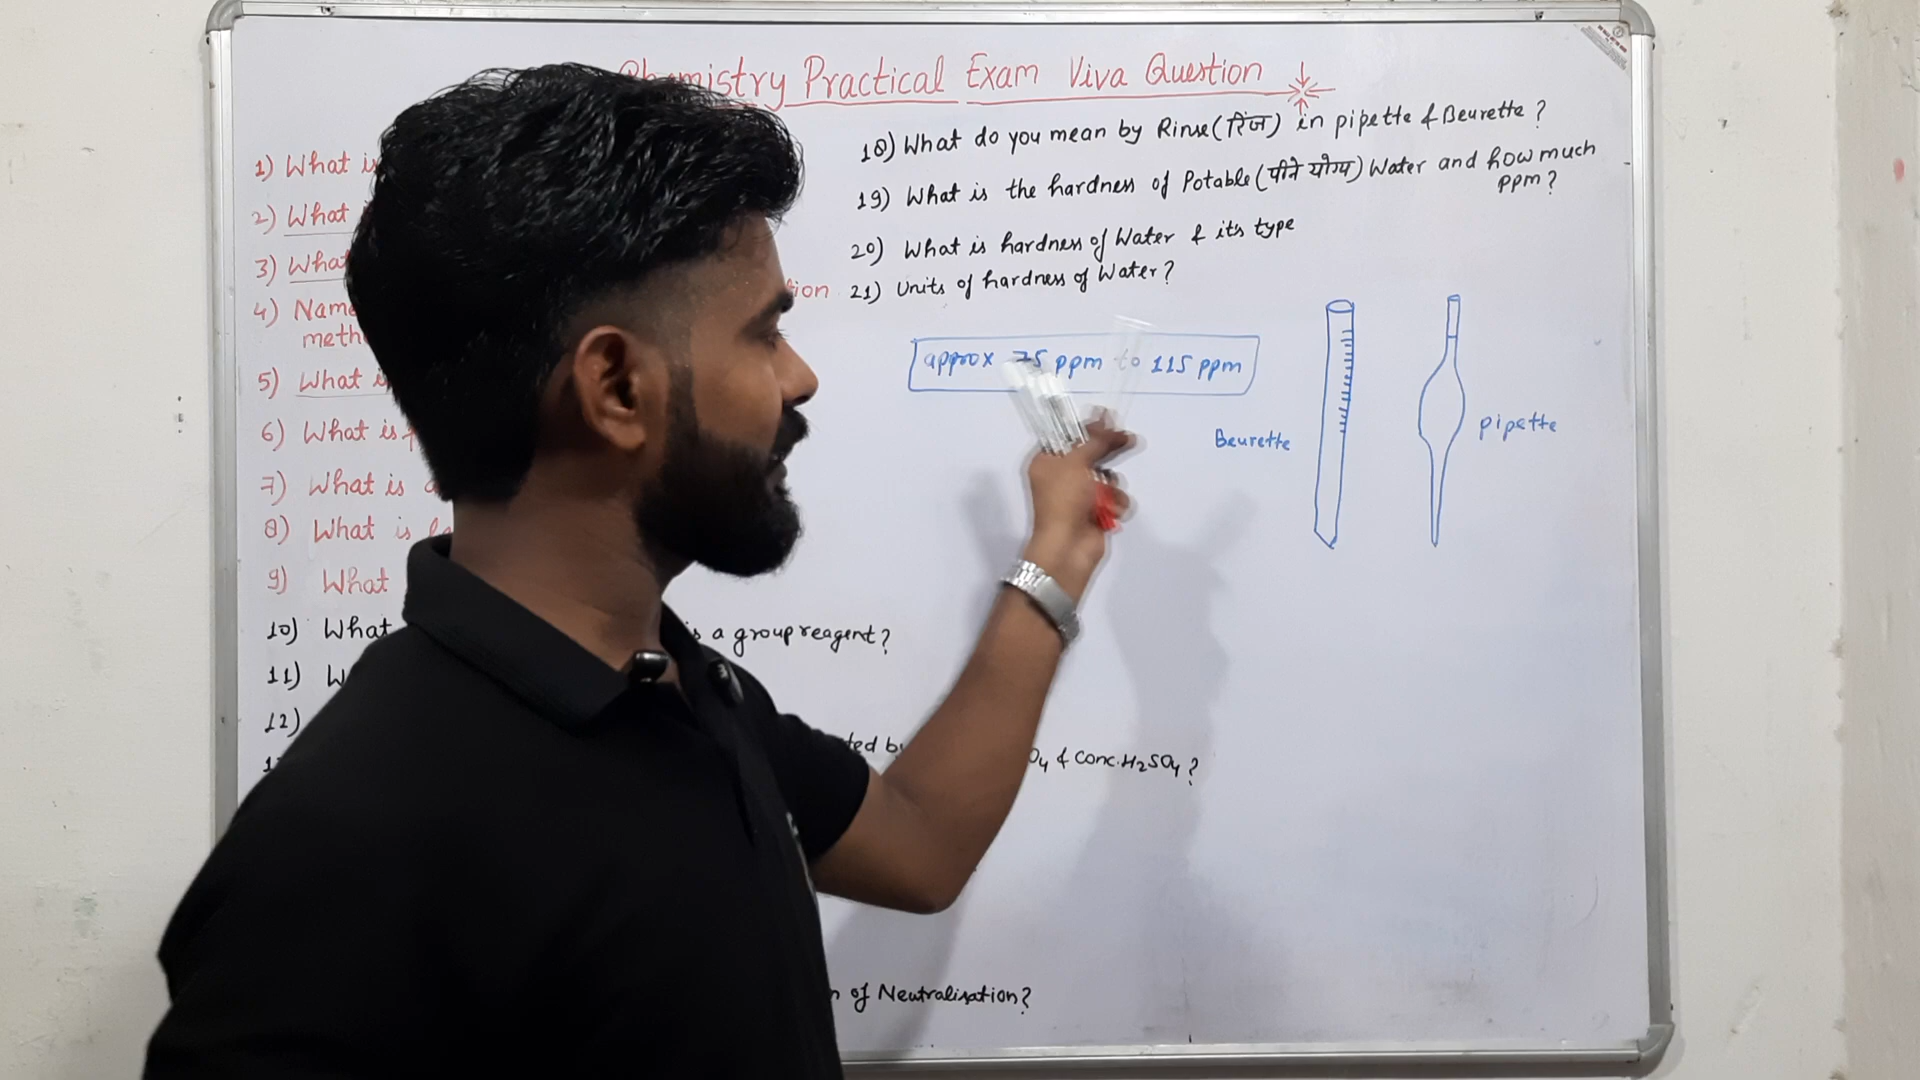 Chemistry Practical Exam Viva Question
1) What is
2) What
3) What
4) Name
meth
5) What is
6) What is
7) What is
8) What is
9) What
10) What
is a group reagent?
11) W
12)
O4 & Conc. H2SO4?
of Neutralisation?
18) What do you mean by Rinse (रिंज) in pipette & Beurette?
19) What is the hardness of Potable (पीने योग्य) Water and how much
ppm?
20) What is hardness of Water & its type
21) Units of hardness of Water?
approx 75 ppm to 115 ppm
Beurette
pipette